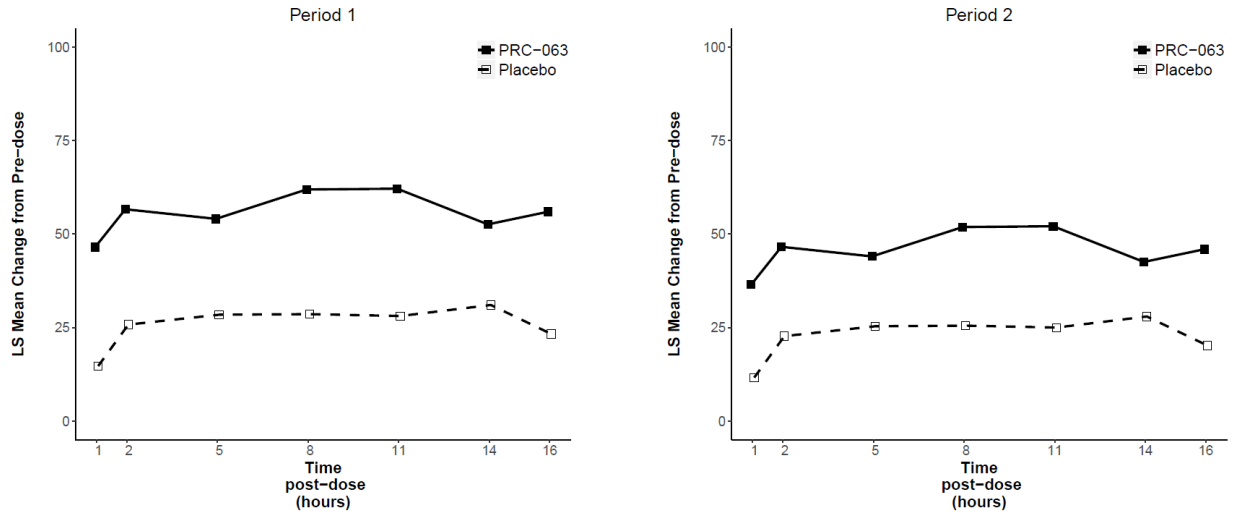 Period 1
PRC−063
Placebo
LS Mean Change from Pre−dose
100
75
50
25
0
1 2 5 8 11 14 16
Time
post−dose
(hours)
Period 2
PRC−063
Placebo
LS Mean Change from Pre−dose
100
75
50
25
0
1 2 5 8 11 14 16
Time
post−dose
(hours)